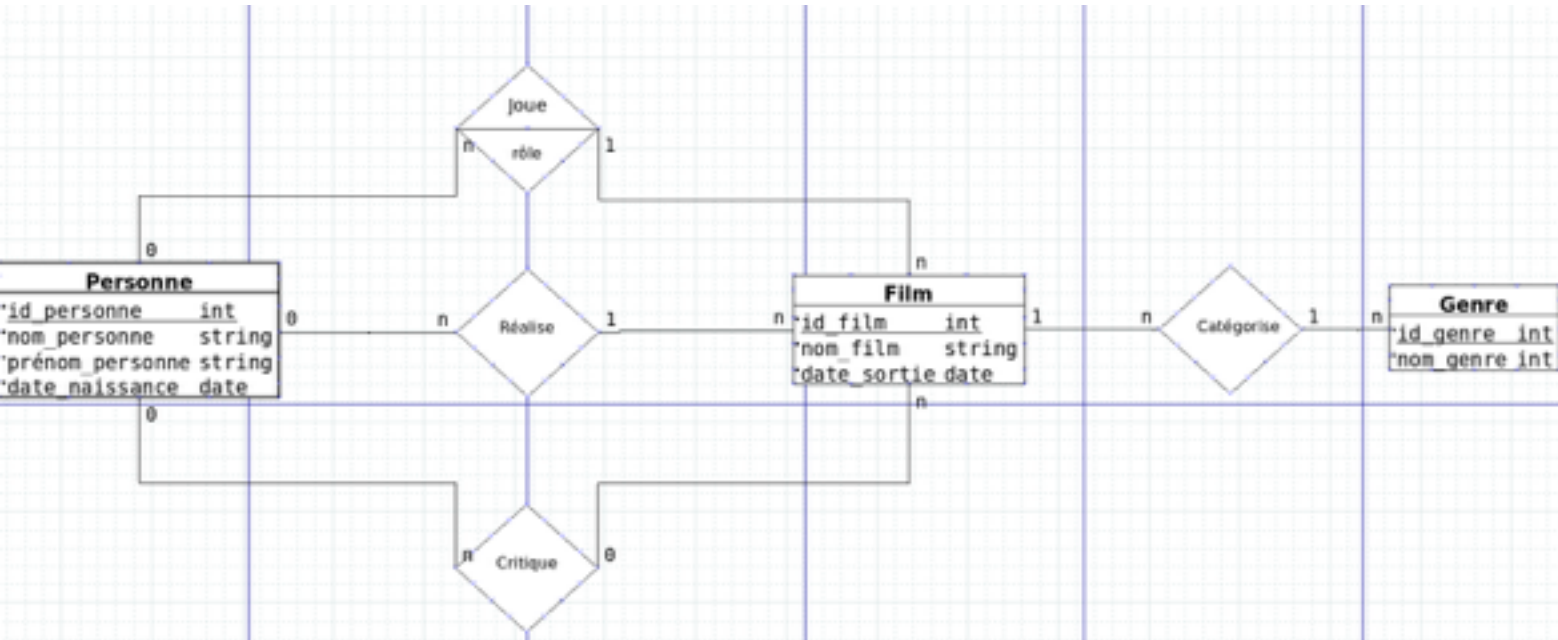 Joue
n
1
rôle
0
n
Personne
id_personne int
nom_personne string
prénom_personne string
date_naissance date
0
n
Réalise
1
n
Film
id_film int
nom_film string
date_sortie date
1
n
Catégorise
1
n
Genre
id_genre int
nom_genre int
0
n
n
Critique
0